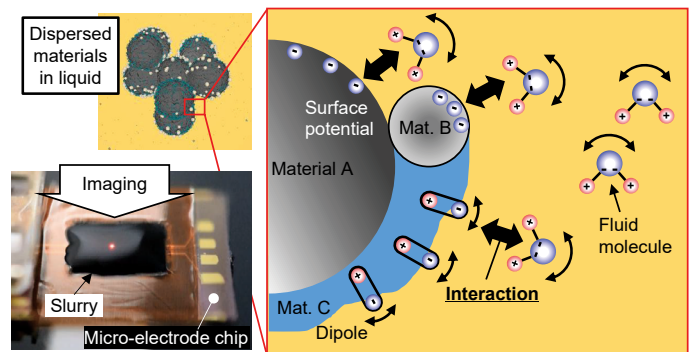 Dispersed
materials
in liquid
Imaging
Slurry
Micro-electrode chip
Surface
potential
Mat. B
Material A
Mat. C
Dipole
Interaction
Fluid
molecule